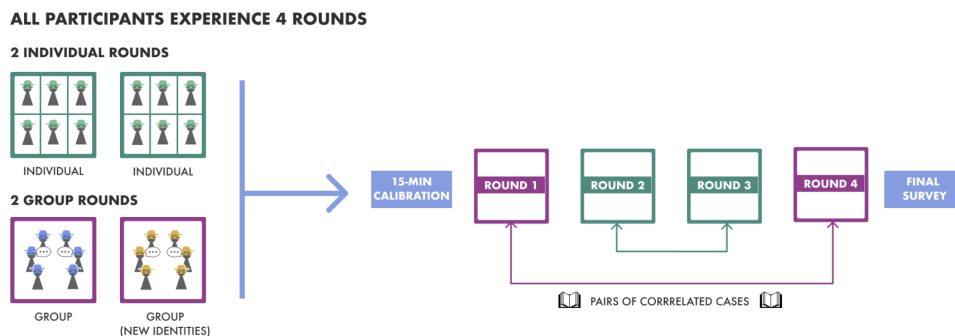 ALL PARTICIPANTS EXPERIENCE 4 ROUNDS
2 INDIVIDUAL ROUNDS
INDIVIDUAL
INDIVIDUAL
2 GROUP ROUNDS
GROUP
GROUP
(NEW IDENTITIES)
15-MIN
CALIBRATION
ROUND 1
ROUND 2
ROUND 3
ROUND 4
FINAL
SURVEY
PAIRS OF CORRRELATED CASES